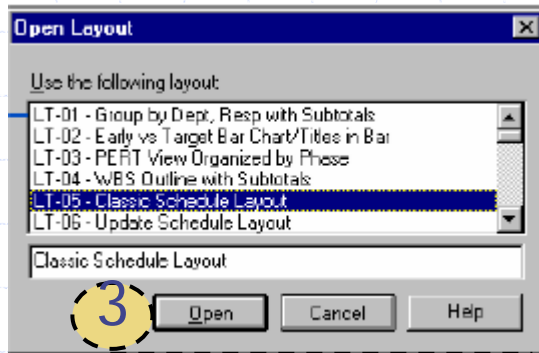 Open Layout
Use the following layout:
LT-01 - Group by Dept, Resp with Subtotals
LT-02 - Early vs Target Bar Chart/Titles in Bar
LT-03 - PERT View Organized by Phase
LT-04 - WBS Outline with Subtotals
LT-05 - Classic Schedule Layout
LT-06 - Update Schedule Layout
Classic Schedule Layout
3 Open Cancel Help